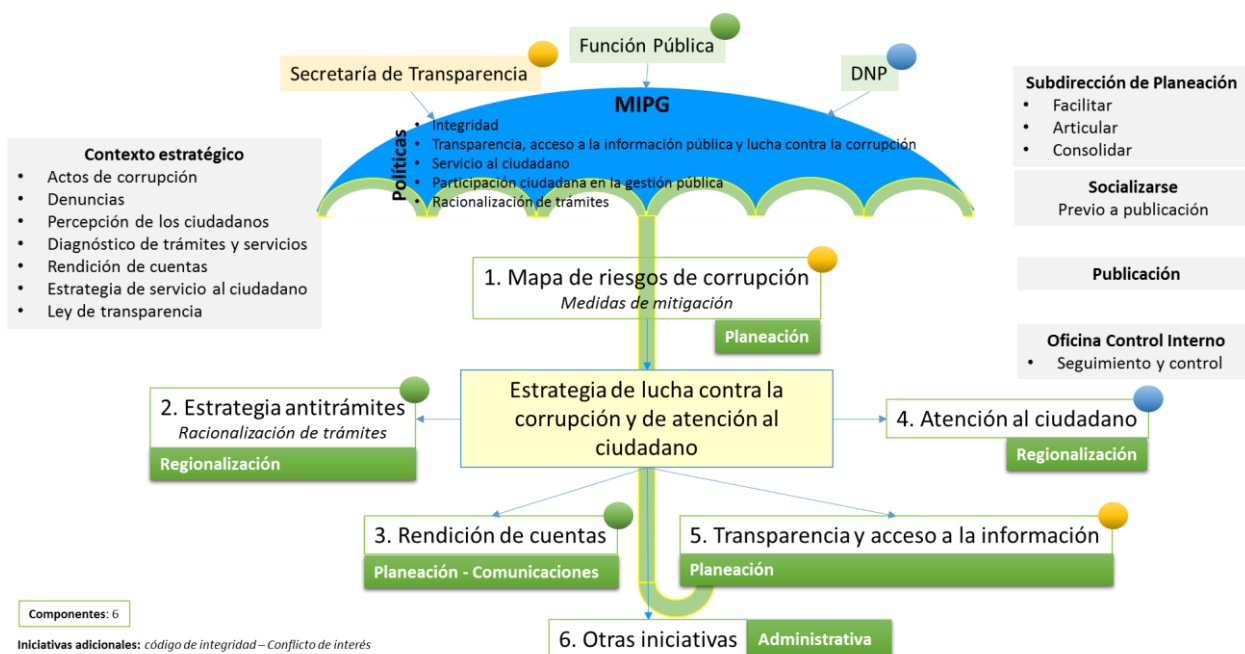 Función Pública
Secretaría de Transparencia
DNP
MIPG
Políticas
• Integridad
• Transparencia, acceso a la información pública y lucha contra la corrupción
• Servicio al ciudadano
• Participación ciudadana en la gestión pública
• Racionalización de trámites
Contexto estratégico
• Actos de corrupción
• Denuncias
• Percepción de los ciudadanos
• Diagnóstico de trámites y servicios
• Rendición de cuentas
• Estrategia de servicio al ciudadano
• Ley de transparencia
Subdirección de Planeación
• Facilitar
• Articular
• Consolidar
Socializarse
Previo a publicación
Publicación
Oficina Control Interno
• Seguimiento y control
1. Mapa de riesgos de corrupción
Medidas de mitigación
Planeación
Estrategia de lucha contra la
corrupción y de atención al
ciudadano
2. Estrategia antitrámites
Racionalización de trámites
Regionalización
4. Atención al ciudadano
Regionalización
3. Rendición de cuentas
Planeación - Comunicaciones
5. Transparencia y acceso a la información
Planeación
6. Otras iniciativas
Administrativa
Componentes: 6
Iniciativas adicionales: código de integridad – Conflicto de interés